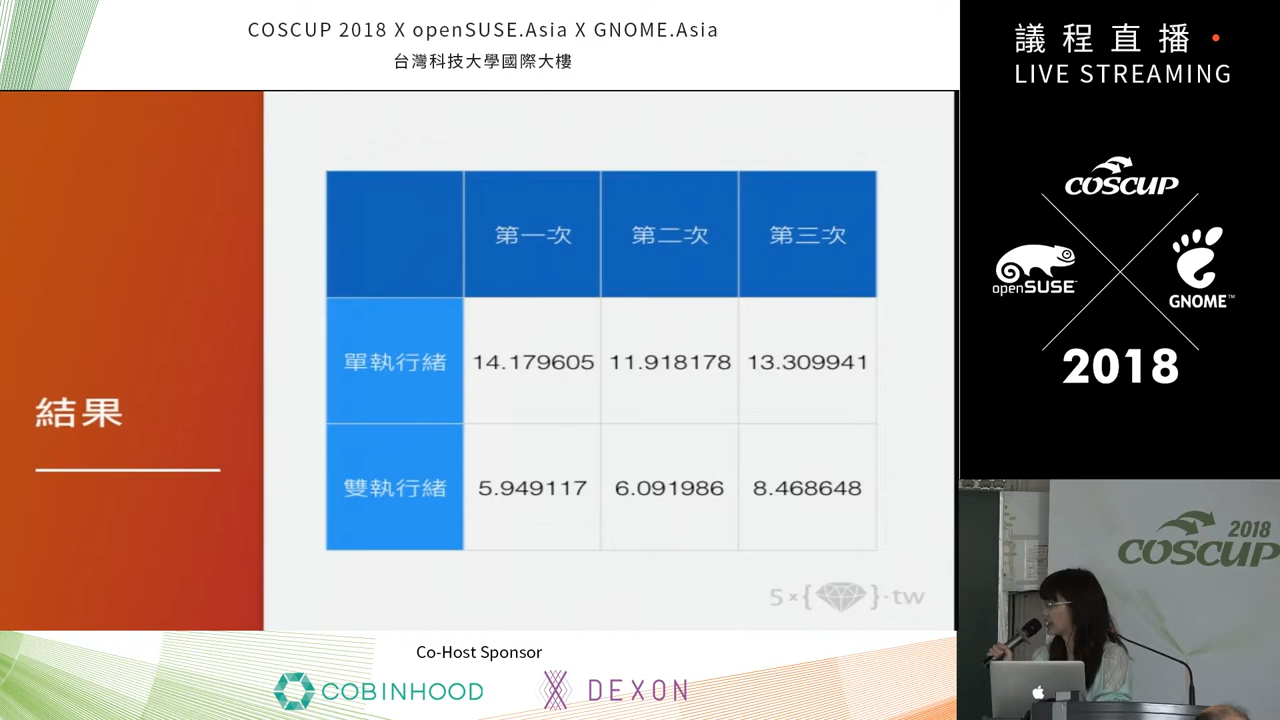 COSCUP 2018 X openSUSE.Asia X GNOME.Asia
台灣科技大學國際大樓
議程直播
LIVE STREAMING
COSCUP
openSUSE
GNOME™
2018
結果
第一次 第二次 第三次
單執行緒 14.179605 11.918178 13.309941
雙執行緒 5.949117 6.091986 8.468648
5×{}·tw
2018
COSCUP
Co-Host Sponsor
COBINHOOD
DEXON